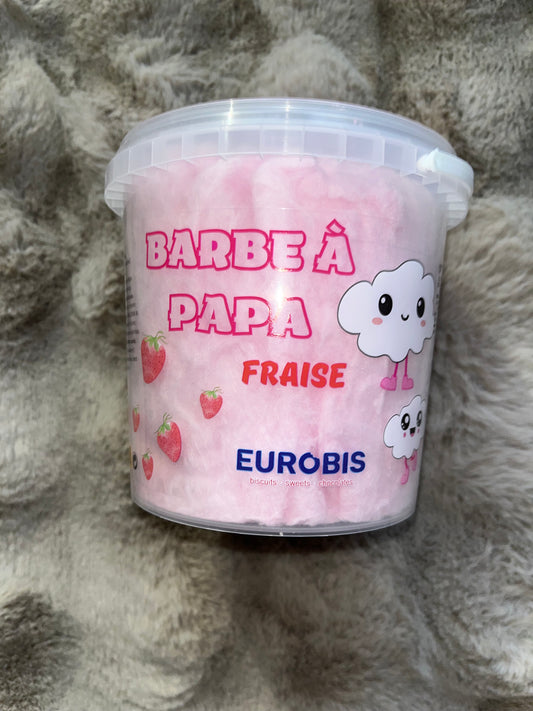 BARBE À
PAPA
FRAISE
EUROBIS
biscuits sweets chocolates